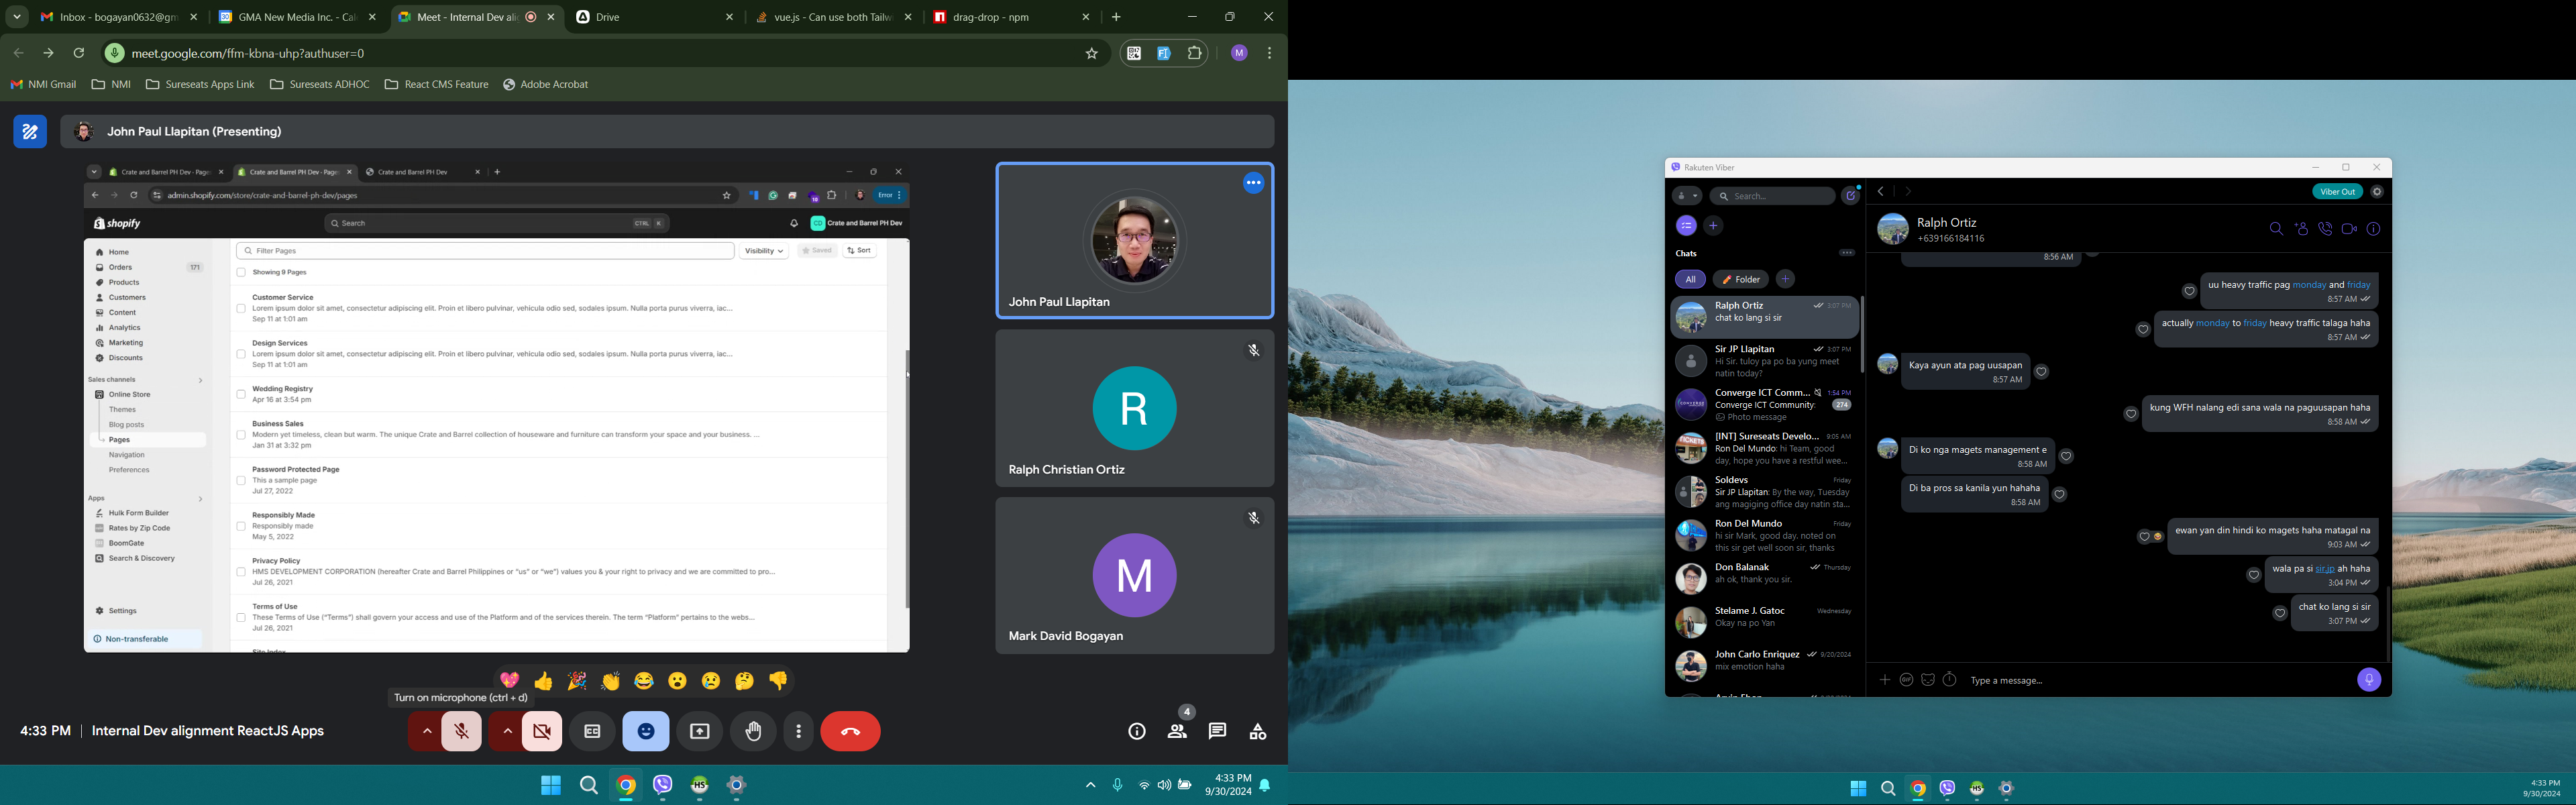 Inbox - bogayan0632@gm
GMA New Media Inc. - Cal
Meet - Internal Dev ali
Drive
vue.js - Can use both Tailw
drag-drop - npm
meet.google.com/ffm-kbna-uhp?authuser=0
M
NMI Gmail
NMI
Sureseats Apps Link
Sureseats ADHOC
React CMS Feature
Adobe Acrobat
John Paul Llapitan (Presenting)
Crate and Barrel PH Dev - Page
Crate and Barrel PH Dev - Page
Crate and Barrel PH Dev
admin.shopify.com/store/crate-and-barrel-ph-dev/pages
Error
shopify
Search
CTRL K
CD
Crate and Barrel PH Dev
Home
Orders
171
Products
Customers
Content
Analytics
Marketing
Discounts
Sales channels
Online Store
Themes
Blog posts
Pages
Navigation
Preferences
Apps
Hulk Form Builder
Rates by Zip Code
BoomGate
Search & Discovery
Settings
Non-transferable
Filter Pages
Visibility
Saved
Sort
Showing 9 Pages
Customer Service
Lorem ipsum dolor sit amet, consectetur adipiscing elit. Proin et libero pulvinar, vehicula odio sed, sodales ipsum. Nulla porta purus viverra, iac...
Sep 11 at 1:01 am
Design Services
Lorem ipsum dolor sit amet, consectetur adipiscing elit. Proin et libero pulvinar, vehicula odio sed, sodales ipsum. Nulla porta purus viverra, iac...
Sep 11 at 1:01 am
Wedding Registry
Apr 16 at 3:54 pm
Business Sales
Modern yet timeless, clean but warm. The unique Crate and Barrel collection of houseware and furniture can transform your space and your business. ...
Jan 31 at 3:32 pm
Password Protected Page
This a sample page
Jul 27, 2022
Responsibly Made
Responsibly made
May 5, 2022
Privacy Policy
HMS DEVELOPMENT CORPORATION (hereafter Crate and Barrel Philippines or "us" or "we") values you & your right to privacy and we are committed to pro...
Jul 26, 2021
Terms of Use
These Terms of Use ("Terms") shall govern your access and use of the Platform and of the services therein. The term "Platform" pertains to the webs...
Jul 26, 2021
Site Index
John Paul Llapitan
R
Ralph Christian Ortiz
M
Mark David Bogayan
Turn on microphone (ctrl + d)
4:33 PM | Internal Dev alignment ReactJS Apps
CC
4
HS
4:33 PM
9/30/2024
Rakuten Viber
Search...
Chats
All
Folder
Ralph Ortiz
3:07 PM
chat ko lang si sir
Sir JP Llapitan
3:07 PM
Hi Sir. tuloy pa po ba yung meet
natin today?
Converge ICT Comm...
1:54 PM
Converge ICT Community:
274
Photo message
[INT] Sureseats Develo...
9:05 AM
Ron Del Mundo: hi Team, good
day, hope you have a restful wee...
Soldevs
Friday
Sir JP Llapitan: By the way, Tuesday
ang magiging office day natin sta...
Ron Del Mundo
Friday
hi sir Mark, good day. noted on
this sir get well soon sir, thanks
Don Balanak
Thursday
ah ok, thank you sir.
Stelame J. Gatoc
Wednesday
Okay na po Yan
John Carlo Enriquez
9/20/2024
mix emotion haha
Viber Out
Ralph Ortiz
+639166184116
8:56 AM
uu heavy traffic pag monday and friday
8:57 AM
actually monday to friday heavy traffic talaga haha
8:57 AM
Kaya ayun ata pag uusapan
8:57 AM
kung WFH nalang edi sana wala na paguusapan haha
8:58 AM
Di ko nga magets management e
8:58 AM
Di ba pros sa kanila yun hahaha
8:58 AM
ewan yan din hindi ko magets haha matagal na
9:03 AM
wala pa si sir.jp ah haha
3:04 PM
chat ko lang si sir
3:07 PM
GIF
Type a message...
HS
4:33 PM
9/30/2024